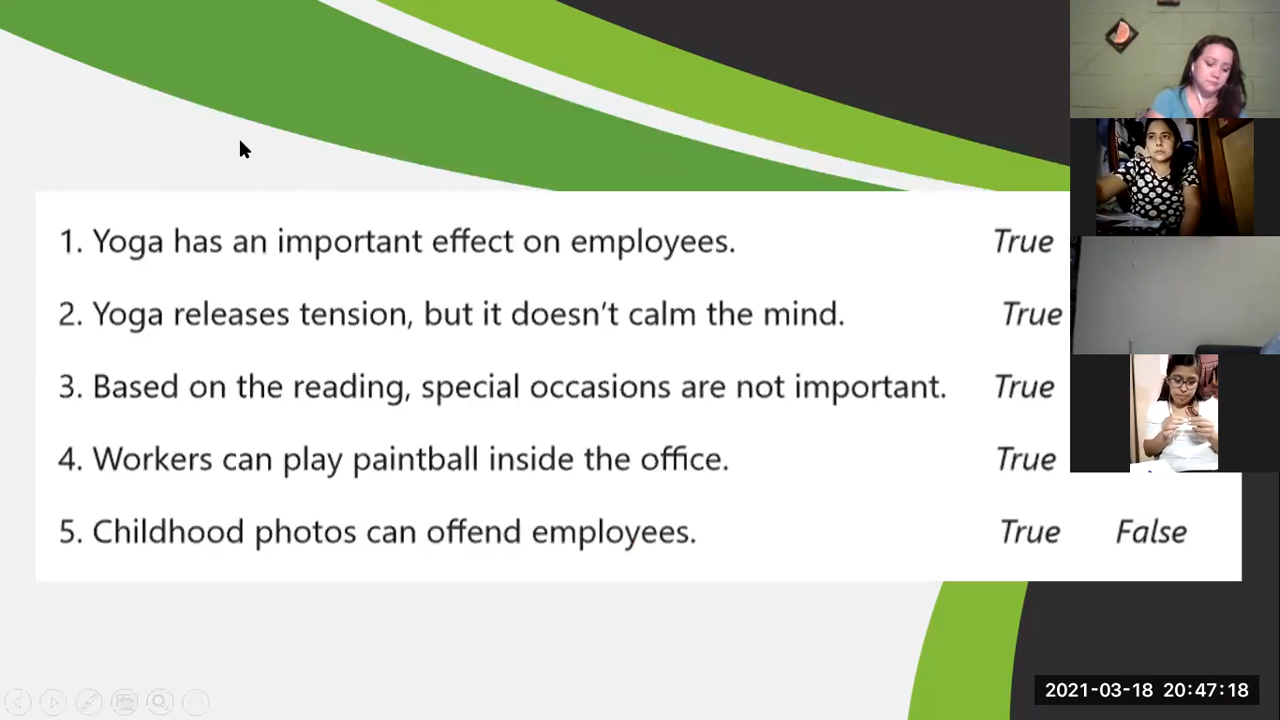 1. Yoga has an important effect on employees. True
2. Yoga releases tension, but it doesn't calm the mind. True
3. Based on the reading, special occasions are not important. True
4. Workers can play paintball inside the office. True
5. Childhood photos can offend employees. True False
2021-03-18 20:47:18